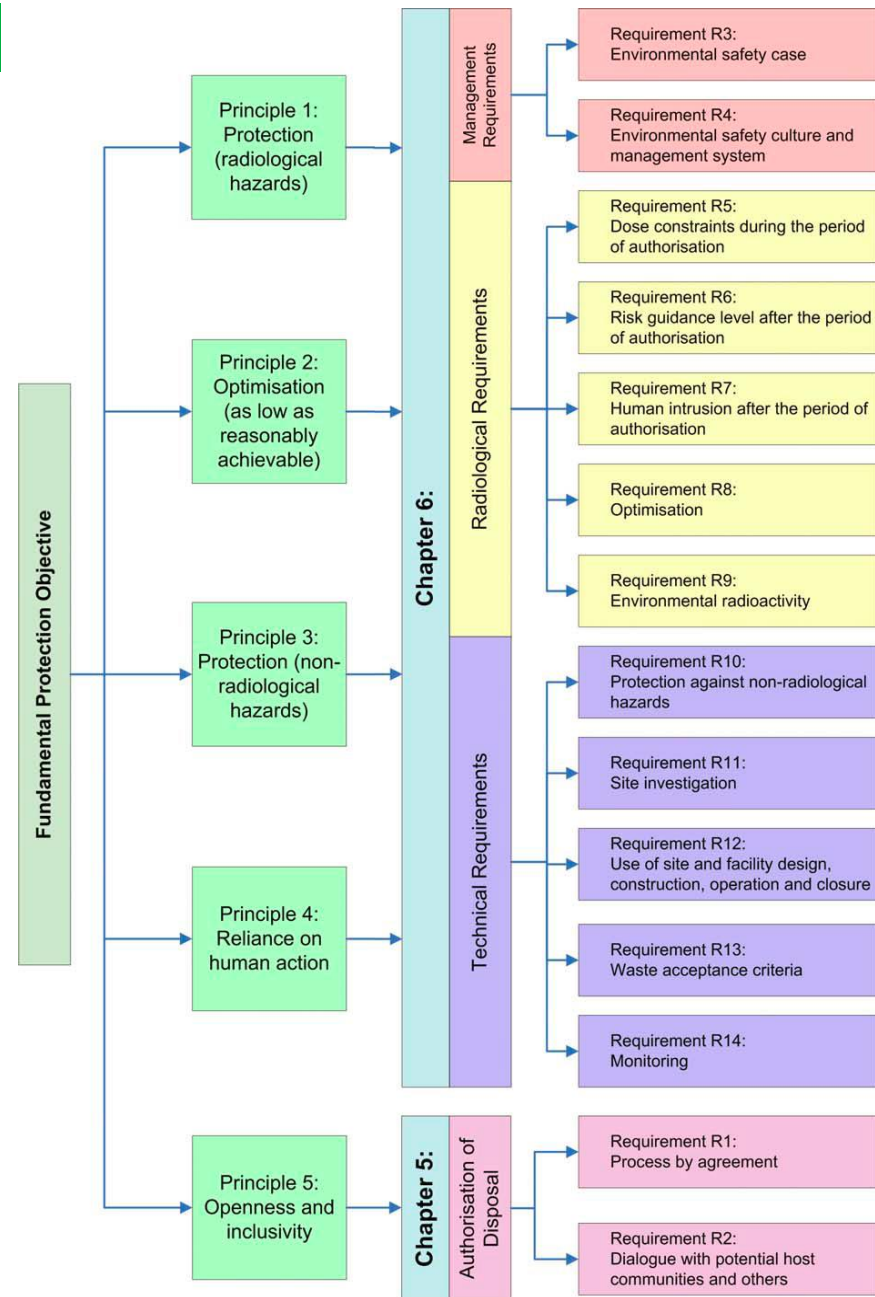 Fundamental Protection Objective
Principle 1:
Protection
(radiological
hazards)
Principle 2:
Optimisation
(as low as
reasonably
achievable)
Principle 3:
Protection (non-
radiological
hazards)
Principle 4:
Reliance on
human action
Principle 5:
Openness and
inclusivity
Chapter 6:
Management
Requirements
Radiological Requirements
Technical Requirements
Chapter 5:
Authorisation of
Disposal
Requirement R3:
Environmental safety case
Requirement R4:
Environmental safety culture and
management system
Requirement R5:
Dose constraints during the period
of authorisation
Requirement R6:
Risk guidance level after the period
of authorisation
Requirement R7:
Human intrusion after the period of
authorisation
Requirement R8:
Optimisation
Requirement R9:
Environmental radioactivity
Requirement R10:
Protection against non-radiological
hazards
Requirement R11:
Site investigation
Requirement R12:
Use of site and facility design,
construction, operation and closure
Requirement R13:
Waste acceptance criteria
Requirement R14:
Monitoring
Requirement R1:
Process by agreement
Requirement R2:
Dialogue with potential host
communities and others